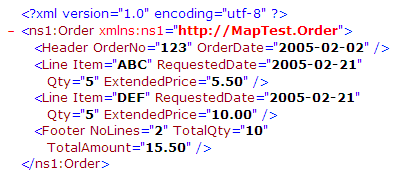 <?xml version="1.0" encoding="utf-8" ?>
- <ns1:Order xmlns:ns1="http://MapTest.Order">
<Header OrderNo="123" OrderDate="2005-02-02" />
<Line Item="ABC" RequestedDate="2005-02-21"
Qty="5" ExtendedPrice="5.50" />
<Line Item="DEF" RequestedDate="2005-02-21"
Qty="5" ExtendedPrice="10.00" />
<Footer NoLines="2" TotalQty="10"
TotalAmount="15.50" />
</ns1:Order>